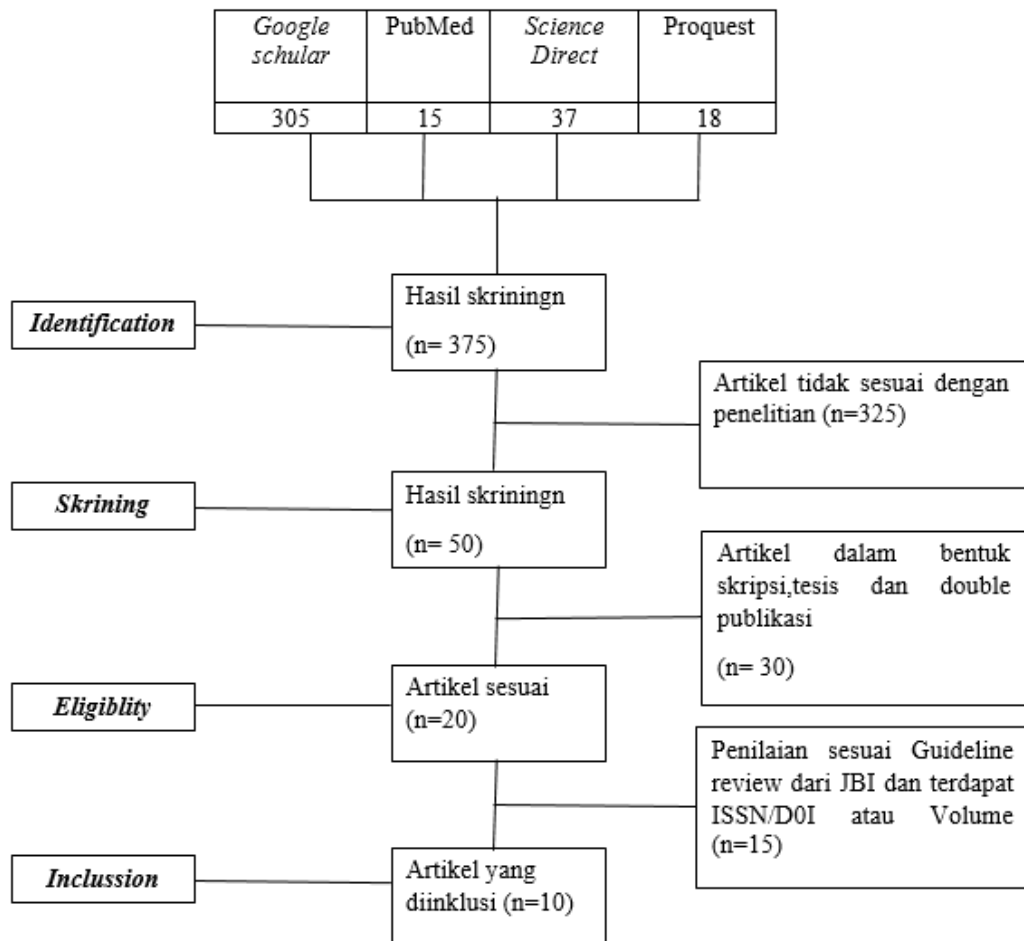 Google schular PubMed Science Direct Proquest
305 15 37 18
Hasil skriningn
(n= 375)
Identification
Artikel tidak sesuai dengan
penelitian (n=325)
Hasil skriningn
(n= 50)
Skrining
Artikel dalam bentuk
skripsi,tesis dan double
publikasi
(n= 30)
Artikel sesuai
(n=20)
Eligiblity
Penilaian sesuai Guideline
review dari JBI dan terdapat
ISSN/D0I atau Volume
(n=15)
Artikel yang
diinklusi (n=10)
Inclussion